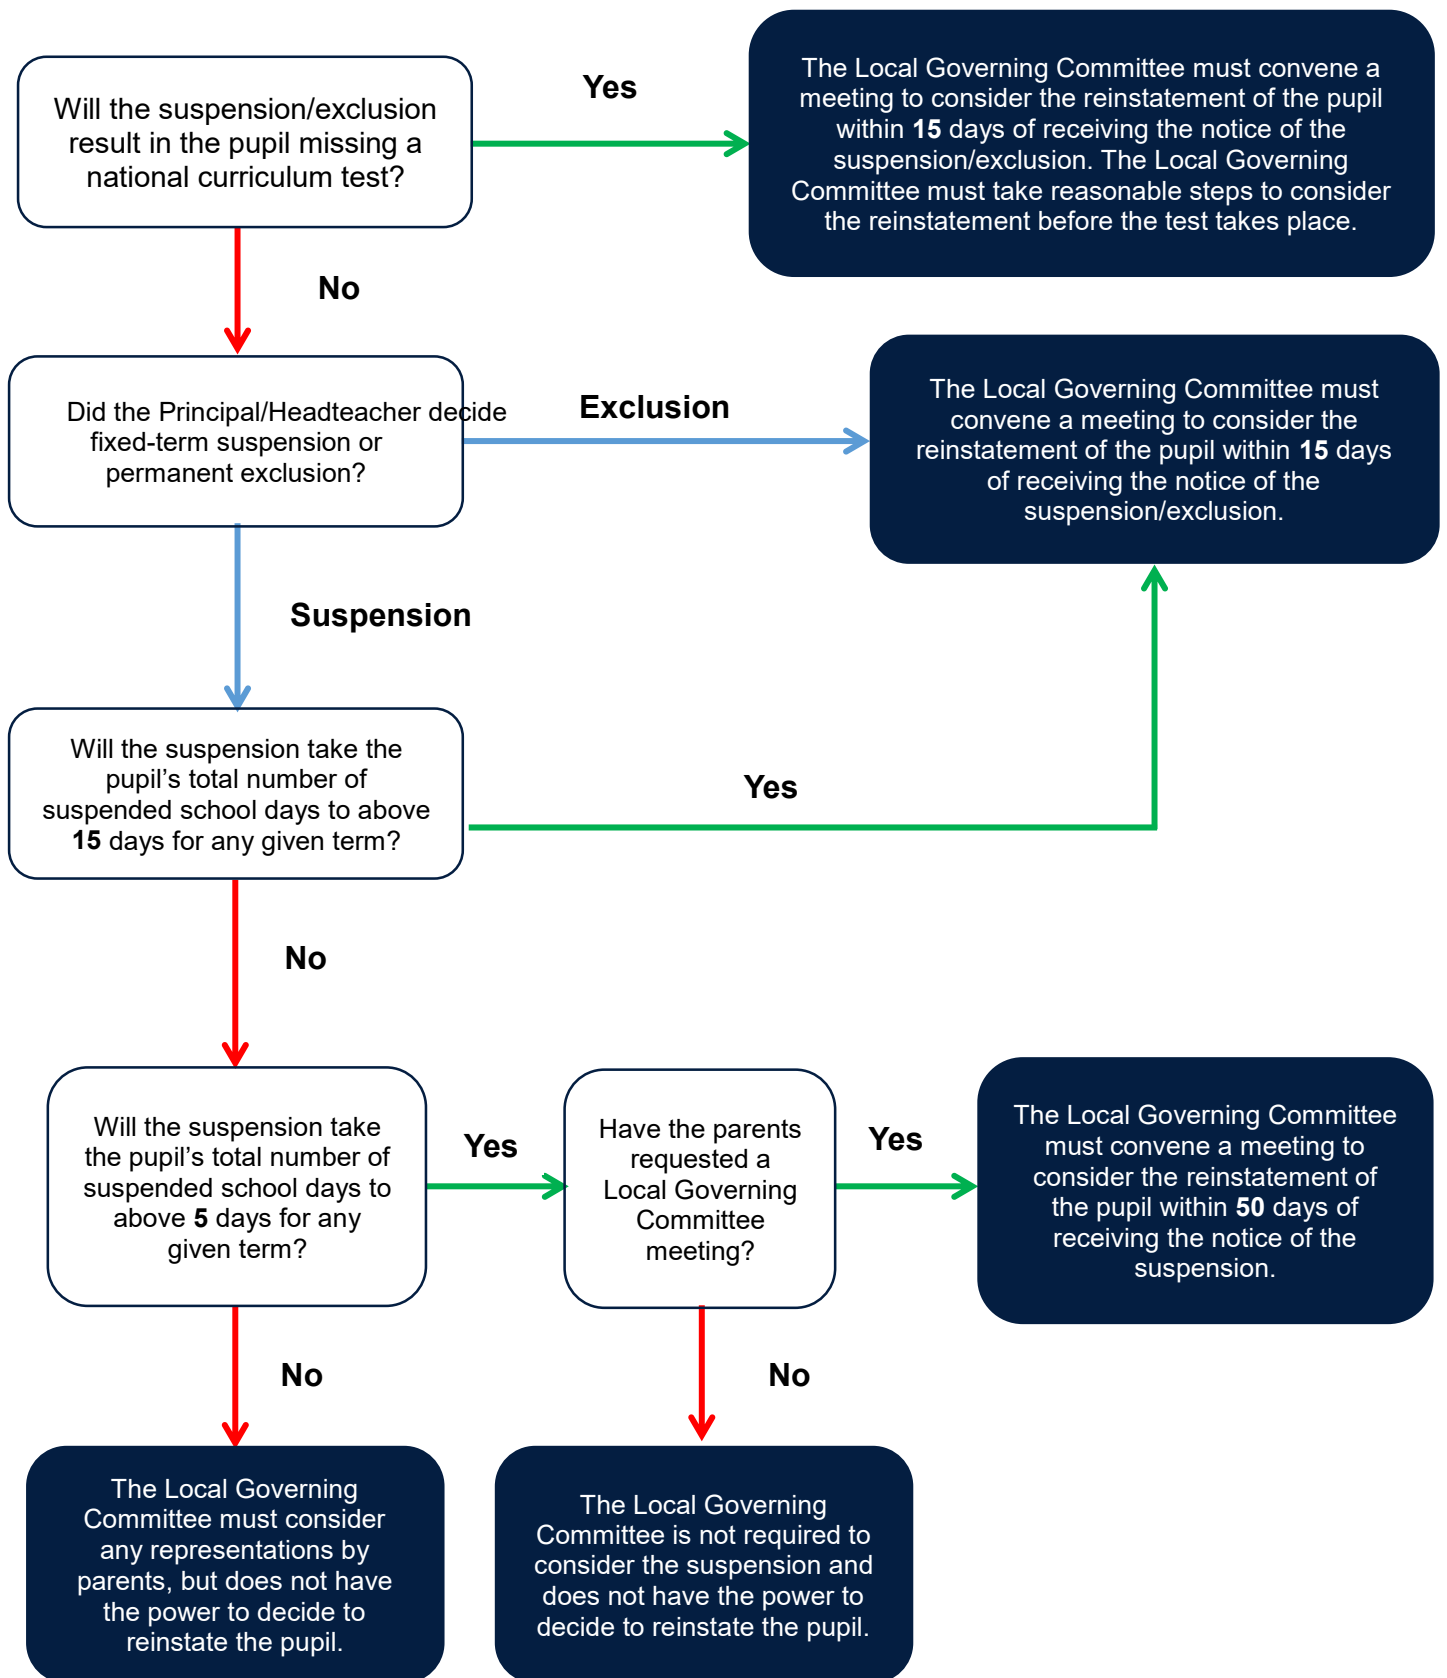 Will the suspension/exclusion
result in the pupil missing a
national curriculum test?
Yes
The Local Governing Committee must convene a
meeting to consider the reinstatement of the pupil
within 15 days of receiving the notice of the
suspension/exclusion. The Local Governing
Committee must take reasonable steps to consider
the reinstatement before the test takes place.
No
Did the Principal/Headteacher decide
fixed-term suspension or
permanent exclusion?
Exclusion
The Local Governing Committee must
convene a meeting to consider the
reinstatement of the pupil within 15 days
of receiving the notice of the
suspension/exclusion.
Suspension
Will the suspension take the
pupil’s total number of
suspended school days to above
15 days for any given term?
Yes
No
Will the suspension take
the pupil’s total number of
suspended school days to
above 5 days for any
given term?
Yes
Have the parents
requested a
Local Governing
Committee
meeting?
Yes
The Local Governing Committee
must convene a meeting to
consider the reinstatement of
the pupil within 50 days of
receiving the notice of the
suspension.
No
No
The Local Governing
Committee must consider
any representations by
parents, but does not have
the power to decide to
reinstate the pupil.
The Local Governing
Committee is not required to
consider the suspension and
does not have the power to
decide to reinstate the pupil.